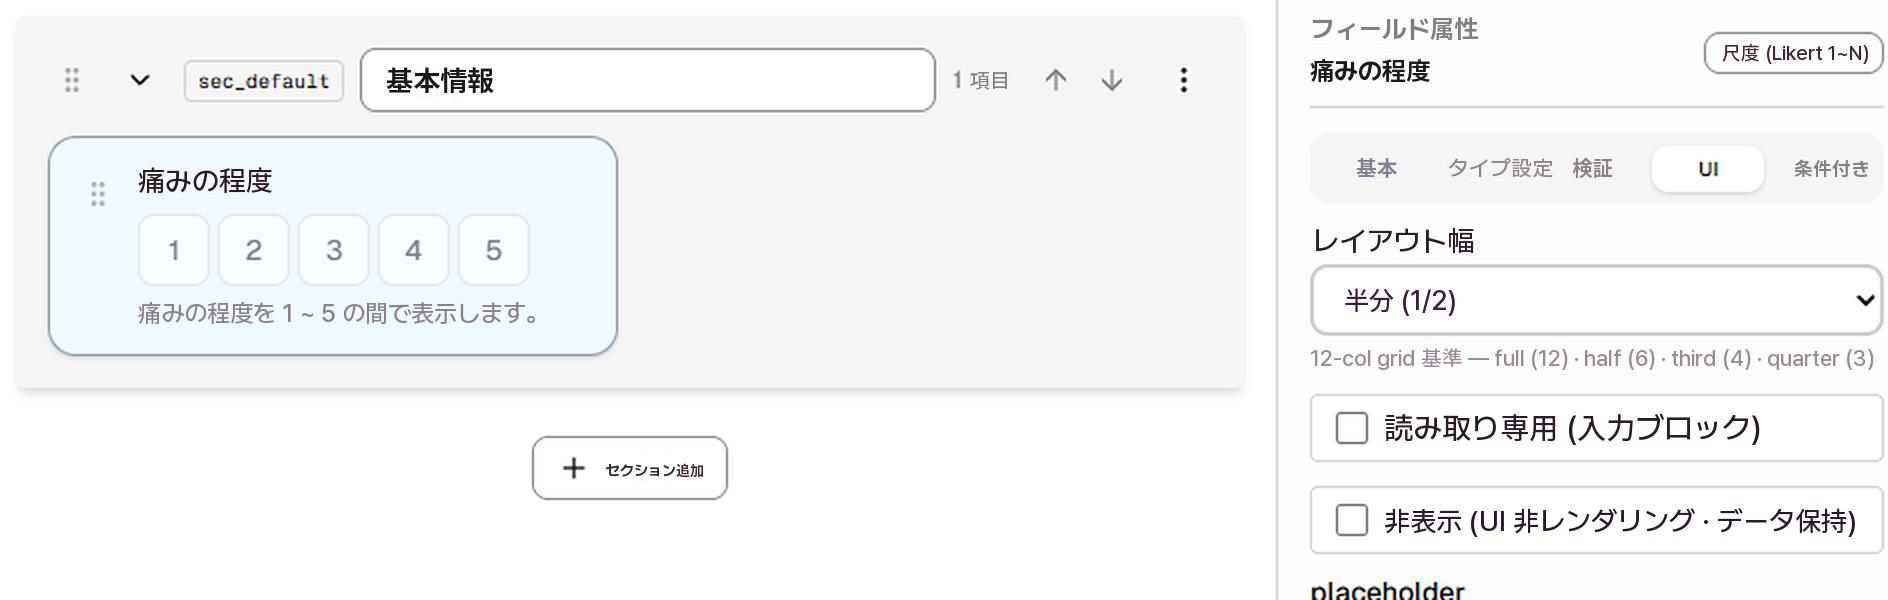 sec_default
基本情報
1 項目
痛みの程度
1 2 3 4 5
痛みの程度を 1 ~ 5 の間で表示します。
セクション追加
フィールド属性
痛みの程度
尺度 (Likert 1~N)
基本 タイプ設定 検証 UI 条件付き
レイアウト幅
半分 (1/2)
12-col grid 基準 — full (12) · half (6) · third (4) · quarter (3)
読み取り専用 (入力ブロック)
非表示 (UI 非レンダリング · データ保持)
placeholder